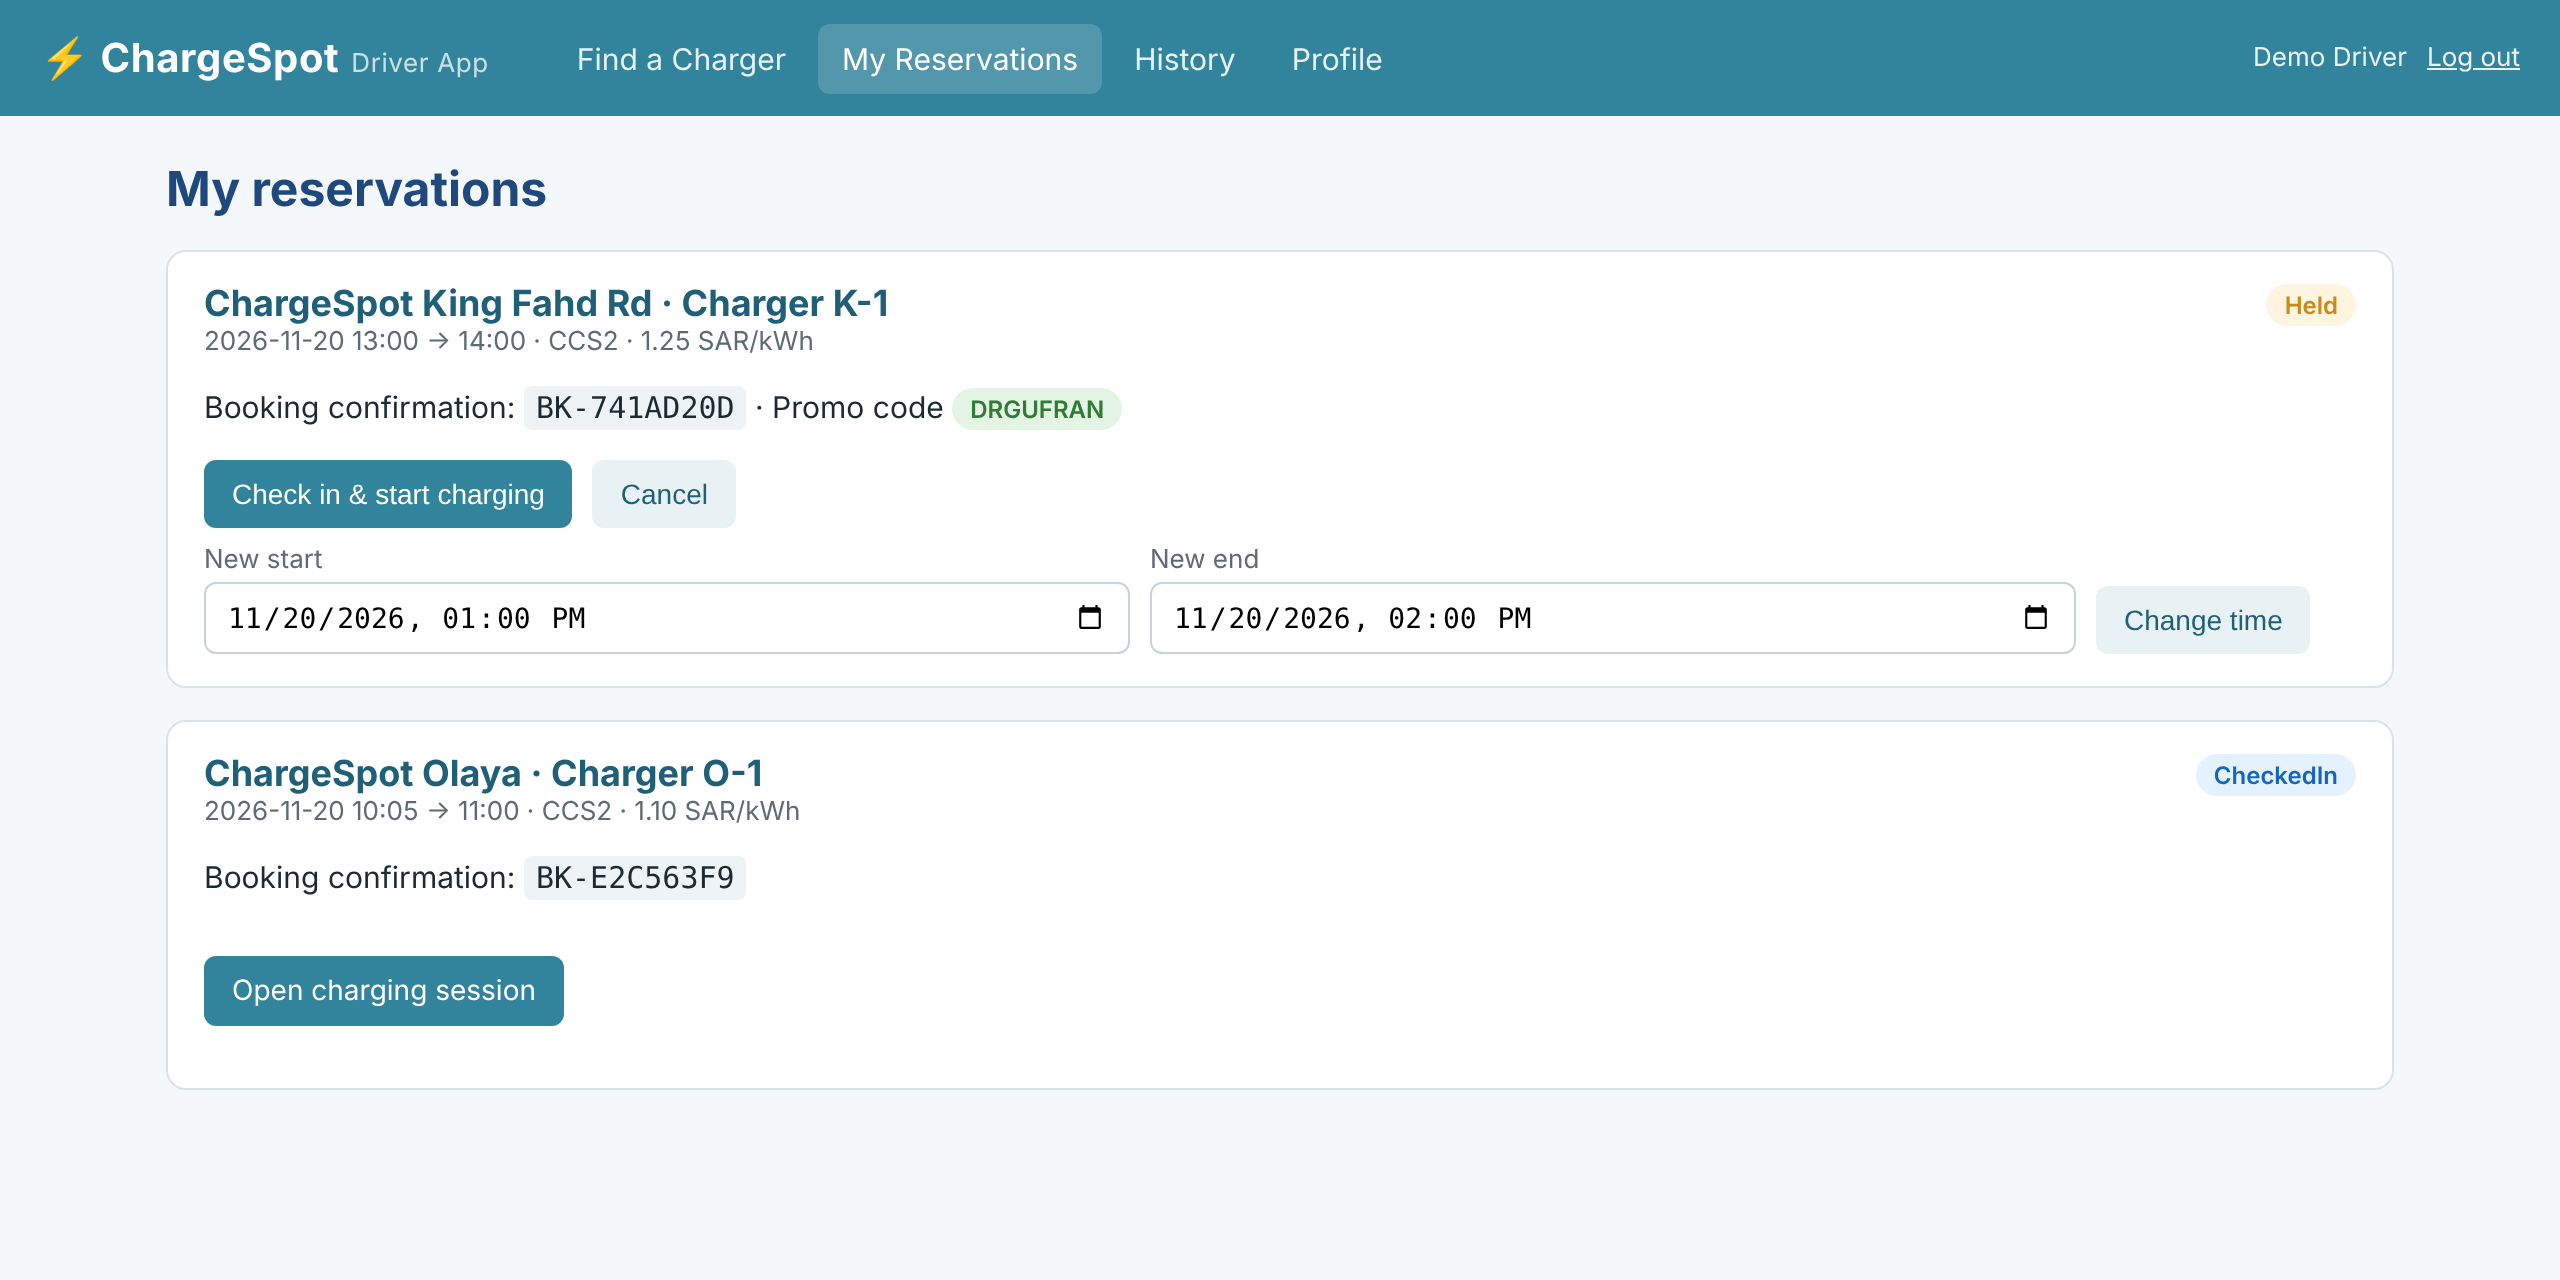 ⚡ ChargeSpot Driver App Find a Charger My Reservations History Profile Demo Driver Log out
My reservations
ChargeSpot King Fahd Rd · Charger K-1 Held
2026-11-20 13:00 → 14:00 · CCS2 · 1.25 SAR/kWh
Booking confirmation: BK-741AD20D · Promo code DRGUFRAN
Check in & start charging Cancel
New start New end
11/20/2026, 01:00 PM 11/20/2026, 02:00 PM Change time
ChargeSpot Olaya · Charger O-1 CheckedIn
2026-11-20 10:05 → 11:00 · CCS2 · 1.10 SAR/kWh
Booking confirmation: BK-E2C563F9
Open charging session